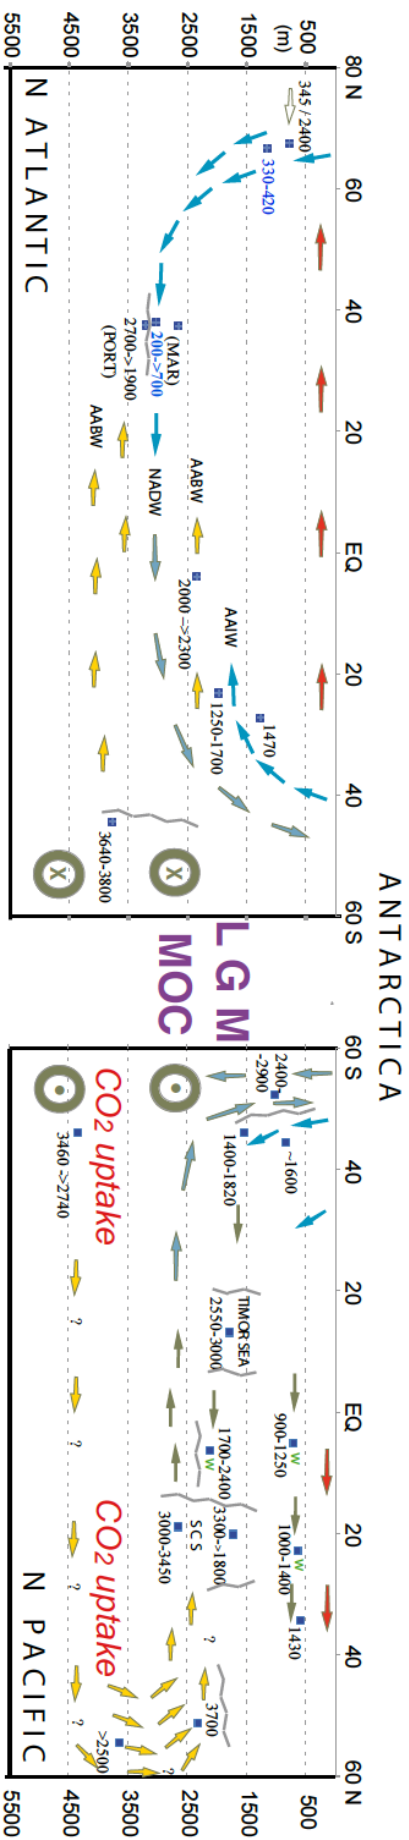 5500
4500
3500
2500
1500
500
(m)
80 N
60
40
20
EQ
20
40
60 S
ANTARCTICA
N ATLANTIC
345 / 2400
330-420
(MAR)
200->700
2700->1900
(PORT)
AABW
NADW
AABW
2000 –>2300
AAIW
1250-1700
1470
3640-3800
X
X
LGM
MOC
60 S
40
20
EQ
20
40
60 N
2400-
-2900
~1600
1400-1820
CO2 uptake
3460 ->2740
TIMOR SEA
2550-3000
900-1250
w
1700-2400
w
1000-1400
w
1430
3300->1800
S C S
3000-3450
?
?
?
?
?
?
CO2 uptake
3700
>2500
N PACIFIC
5500
4500
3500
2500
1500
500